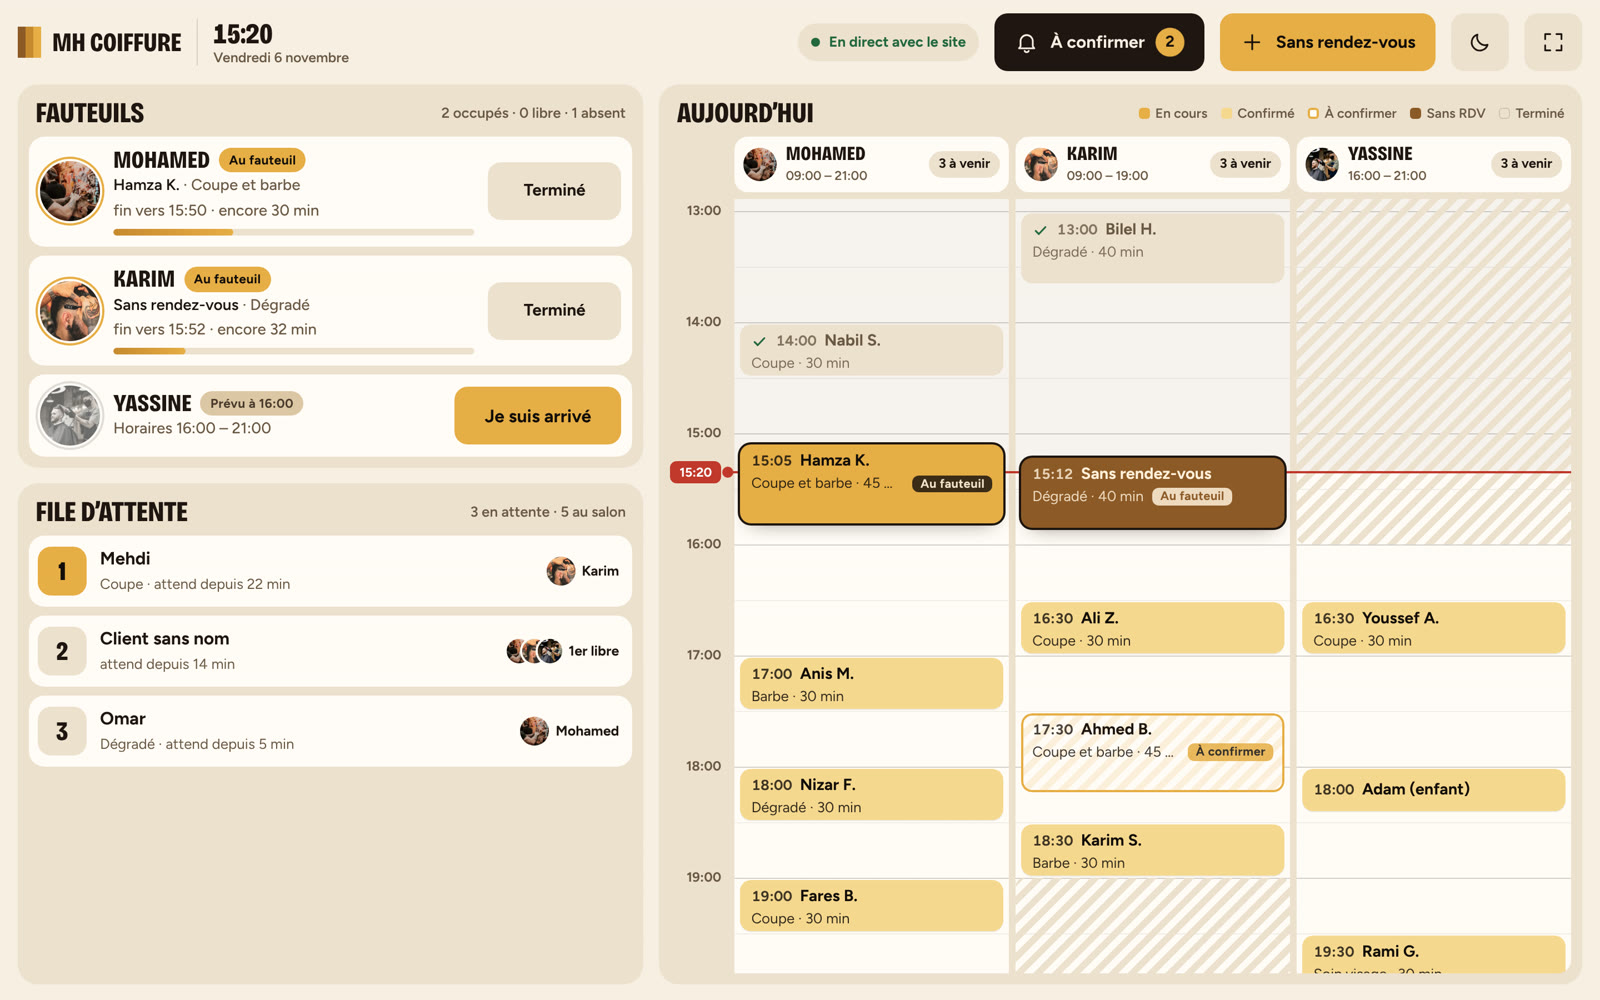 MH COIFFURE
15:20
Vendredi 6 novembre
En direct avec le site
À confirmer 2
Sans rendez-vous
FAUTEUILS
2 occupés · 0 libre · 1 absent
MOHAMED Au fauteuil
Hamza K. · Coupe et barbe
fin vers 15:50 · encore 30 min
Terminé
KARIM Au fauteuil
Sans rendez-vous · Dégradé
fin vers 15:52 · encore 32 min
Terminé
YASSINE Prévu à 16:00
Horaires 16:00 – 21:00
Je suis arrivé
FILE D'ATTENTE
3 en attente · 5 au salon
1
Mehdi
Coupe · attend depuis 22 min
Karim
2
Client sans nom
attend depuis 14 min
1er libre
3
Omar
Dégradé · attend depuis 5 min
Mohamed
AUJOURD'HUI
En cours
Confirmé
À confirmer
Sans RDV
Terminé
MOHAMED
09:00 – 21:00
3 à venir
KARIM
09:00 – 19:00
3 à venir
YASSINE
16:00 – 21:00
3 à venir
13:00
14:00
15:00
15:20
16:00
17:00
18:00
19:00
14:00 Nabil S.
Coupe · 30 min
15:05 Hamza K.
Coupe et barbe · 45 ... Au fauteuil
17:00 Anis M.
Barbe · 30 min
18:00 Nizar F.
Dégradé · 30 min
19:00 Fares B.
Coupe · 30 min
13:00 Bilel H.
Dégradé · 40 min
15:12 Sans rendez-vous
Dégradé · 40 min Au fauteuil
16:30 Ali Z.
Coupe · 30 min
17:30 Ahmed B.
Coupe et barbe · 45 ... À confirmer
18:30 Karim S.
Barbe · 30 min
16:30 Youssef A.
Coupe · 30 min
18:00 Adam (enfant)
19:30 Rami G.
Soin visage · 30 min